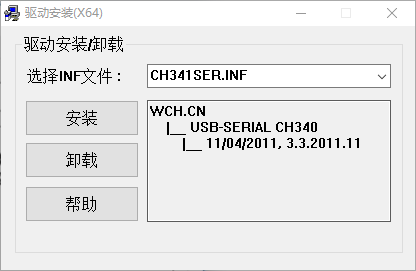 驱动安装(X64)
驱动安装/卸载
选择INF文件：
CH341SER.INF
安装
卸载
帮助
WCH.CN
|__ USB-SERIAL CH340
|__ 11/04/2011, 3.3.2011.11